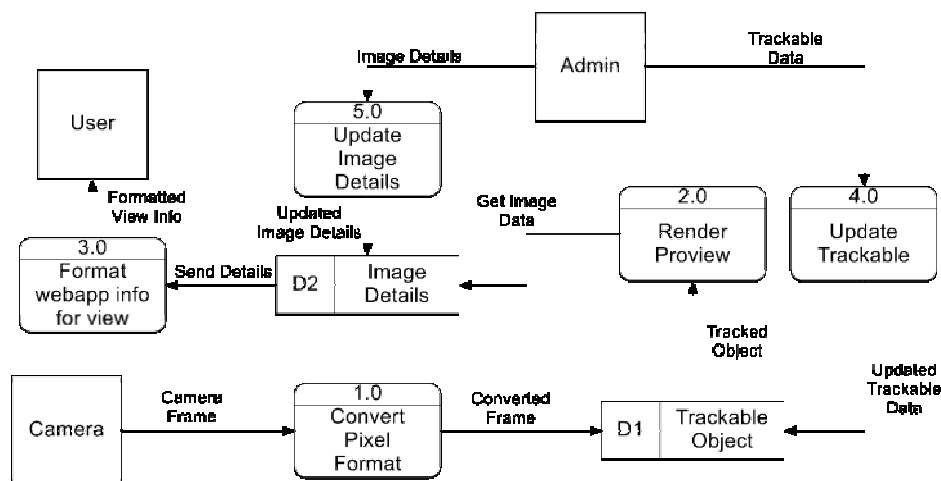 Image Details
Admin
Trackable
Data
User
5.0
Update
Image
Details
Formatted
View Info
Updated
Image Details
Get Image
Data
2.0
Render
Proview
4.0
Update
Trackable
3.0
Format
webapp info
for view
Send Details
D2
Image
Details
Tracked
Object
Updated
Trackable
Data
Camera
Camera
Frame
1.0
Convert
Pixel
Format
Converted
Frame
D1
Trackable
Object